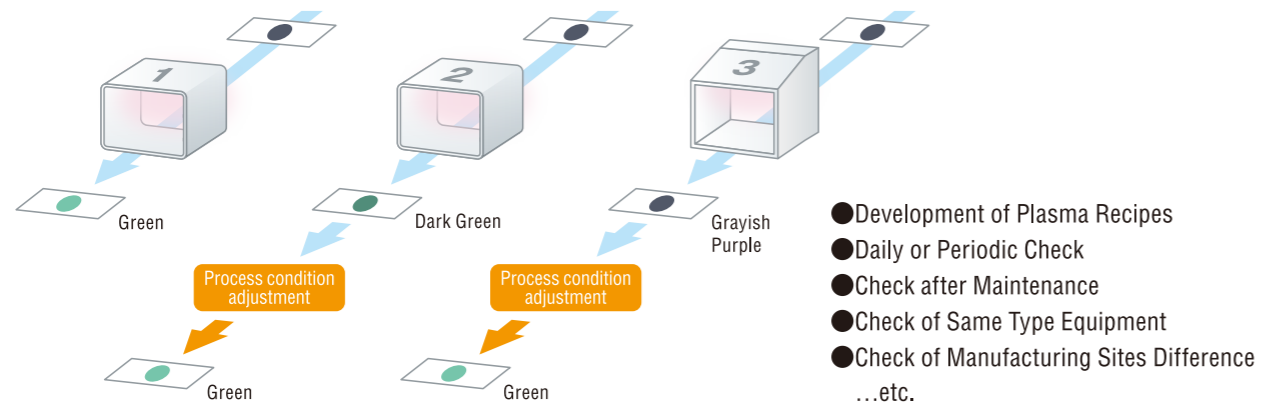 1
2
3
Green
Dark Green
Grayish
Purple
Process condition
adjustment
Process condition
adjustment
Green
Green
●Development of Plasma Recipes
●Daily or Periodic Check
●Check after Maintenance
●Check of Same Type Equipment
●Check of Manufacturing Sites Difference
…etc.